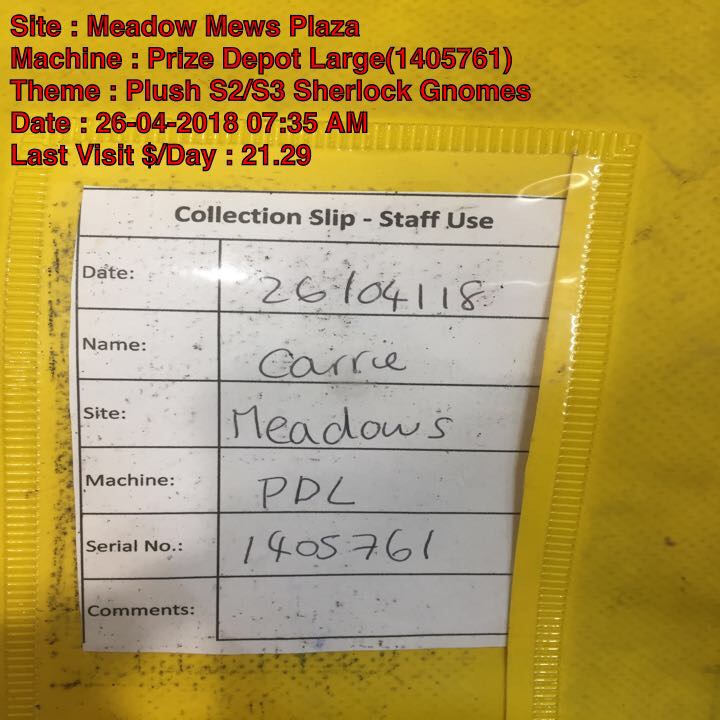 Site : Meadow Mews Plaza
Machine : Prize Depot Large(1405761)
Theme : Plush S2/S3 Sherlock Gnomes
Date : 26-04-2018 07:35 AM
Last Visit $/Day : 21.29
Collection Slip - Staff Use
Date: 26/04/18
Name: Carrie
Site: Meadows
Machine: PDL
Serial No.: 1405761
Comments: